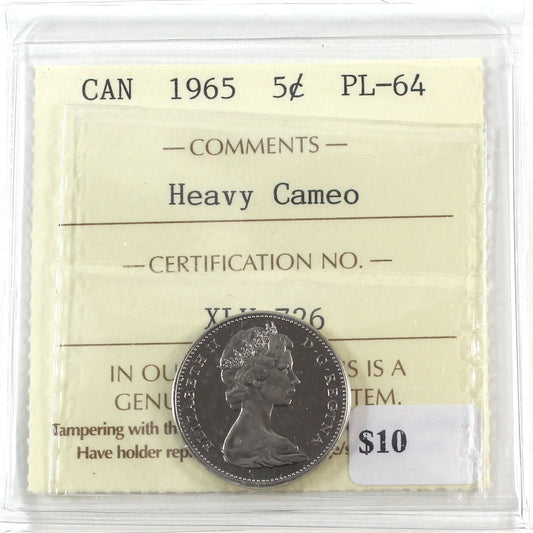 CAN 1965 5¢ PL-64
— COMMENTS —
Heavy Cameo
— CERTIFICATION NO. —
726
IN OU S IS A
GENU TEM.
Tampering with th
Have holder rep
ELIZABETH II D·G·REGINA
$10